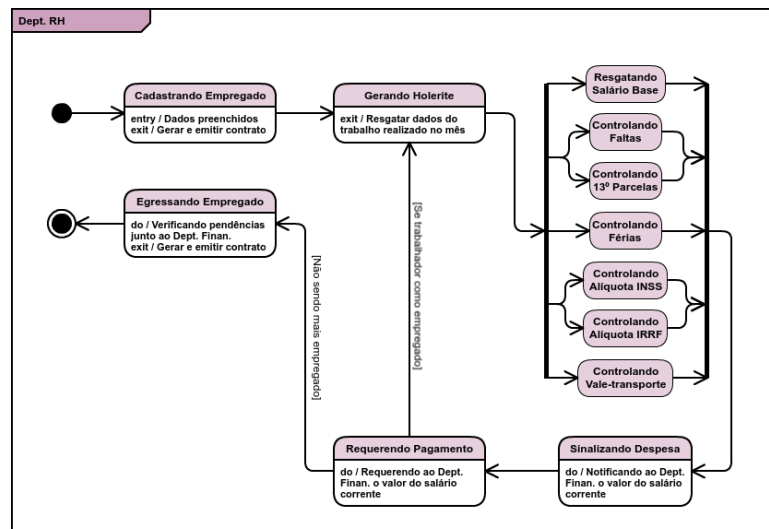 Dept. RH
Cadastrando Empregado
entry / Dados preenchidos
exit / Gerar e emitir contrato
Gerando Holerite
exit / Resgatar dados do
trabalho realizado no mês
Resgatando
Salário Base
Controlando
Faltas
Controlando
13º Parcelas
Controlando
Férias
Controlando
Alíquota INSS
Controlando
Alíquota IRRF
Controlando
Vale-transporte
Egressando Empregado
do / Verificando pendências
junto ao Dept. Finan.
exit / Gerar e emitir contrato
[Não sendo mais empregado]
[Se trabalhador como empregado]
Requerendo Pagamento
do / Requerendo ao Dept.
Finan. o valor do salário
corrente
Sinalizando Despesa
do / Notificando ao Dept.
Finan. o valor do salário
corrente